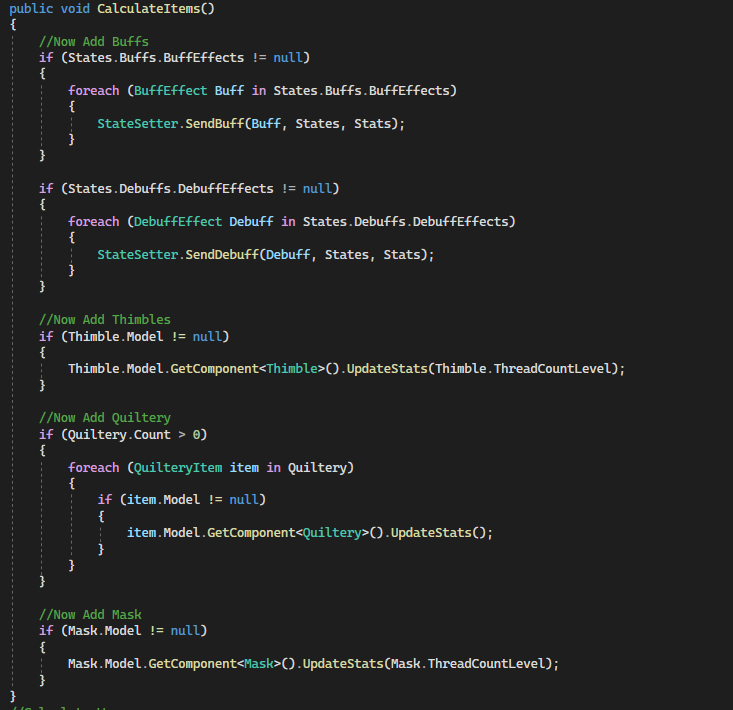 public void CalculateItems()
{
//Now Add Buffs
if (States.Buffs.BuffEffects != null)
{
foreach (BuffEffect Buff in States.Buffs.BuffEffects)
{
StateSetter.SendBuff(Buff, States, Stats);
}
}
if (States.Debuffs.DebuffEffects != null)
{
foreach (DebuffEffect Debuff in States.Debuffs.DebuffEffects)
{
StateSetter.SendDebuff(Debuff, States, Stats);
}
}
//Now Add Thimbles
if (Thimble.Model != null)
{
Thimble.Model.GetComponent<Thimble>().UpdateStats(Thimble.ThreadCountLevel);
}
//Now Add Quiltery
if (Quiltery.Count > 0)
{
foreach (QuilteryItem item in Quiltery)
{
if (item.Model != null)
{
item.Model.GetComponent<Quiltery>().UpdateStats();
}
}
}
//Now Add Mask
if (Mask.Model != null)
{
Mask.Model.GetComponent<Mask>().UpdateStats(Mask.ThreadCountLevel);
}
}